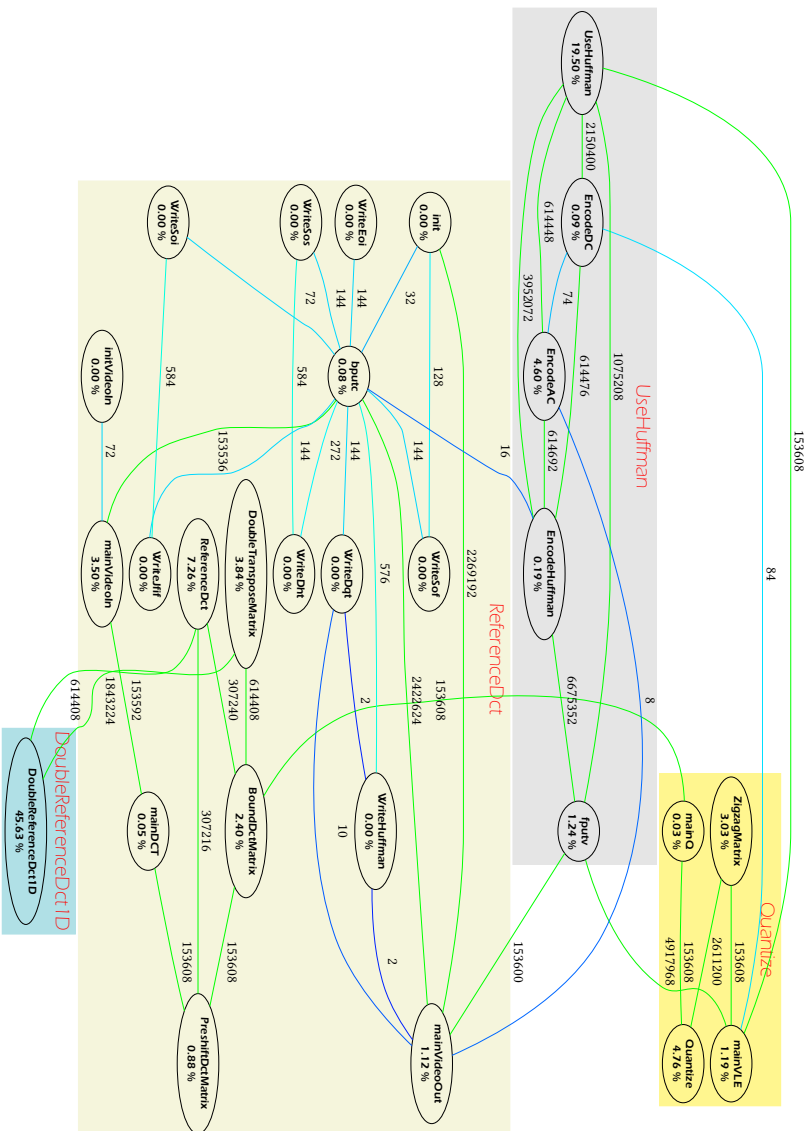 UseHuffman
19.50 %
2150400
EncodeDC
0.09 %
614448
3952072
74
614476
1075208
EncodeAC
4.60 %
UseHuffman
614692
EncodeHuffman
0.19 %
6675352
fputv
1.24 %
153608
84
8
16
init
0.00 %
WriteEoi
0.00 %
WriteSos
0.00 %
WriteSoi
0.00 %
32
144
72
128
584
584
bputc
0.08 %
initVideoIn
0.00 %
72
153536
144
144
272
144
576
2269192
ReferenceDct
WriteSof
0.00 %
WriteDqt
0.00 %
WriteDht
0.00 %
DoubleTransposeMatrix
3.84 %
ReferenceDct
7.26 %
WriteJfif
0.00 %
mainVideoIn
3.50 %
153608
2422624
2
614408
307240
153592
1843224
614408
307216
10
WriteHuffman
0.00 %
BoundDctMatrix
2.40 %
mainDCT
0.05 %
DoubleReferenceDct1D
DoubleReferenceDct1D
45.63 %
ZigzagMatrix
3.03 %
mainQ
0.03 %
Quantize
153608
2611200
153608
4917968
mainVLE
1.19 %
Quantize
4.76 %
153600
2
153608
153608
mainVideoOut
1.12 %
PreshiftDctMatrix
0.88 %